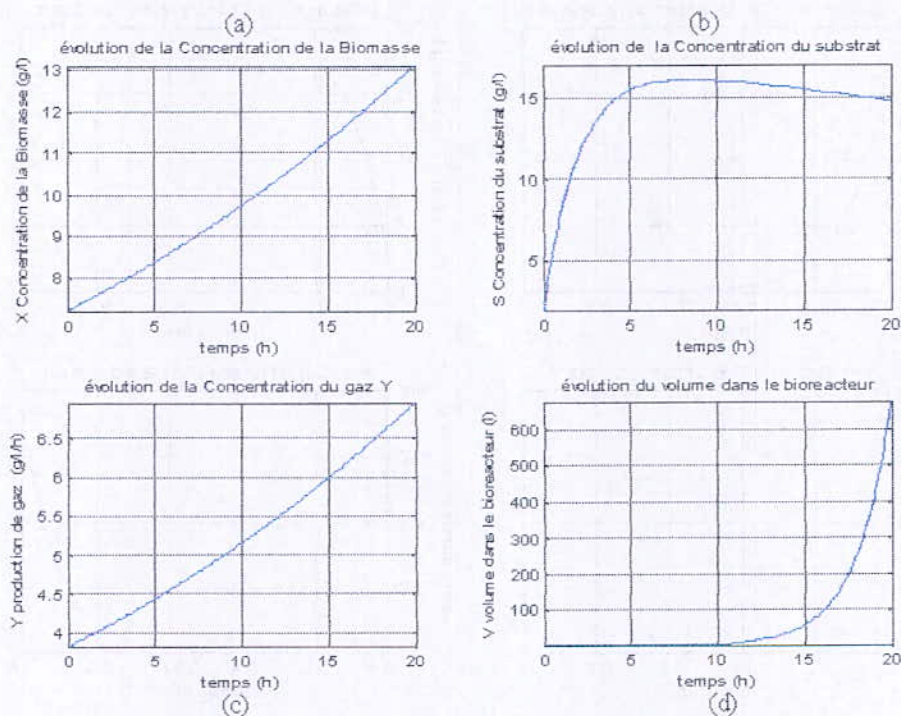 (a)
évolution de la Concentration de la Biomasse
X Concentration de la Biomasse (g/l)
13
12
11
10
9
8
0 5 10 15 20
temps (h)
(b)
évolution de la Concentration du substrat
S Concentration du substrat (g/l)
15
10
5
0 5 10 15 20
temps (h)
évolution de la Concentration du gaz Y
Y production de gaz (g/l/h)
6.5
6
5.5
5
4.5
4
0 5 10 15 20
temps (h)
(c)
évolution du volume dans le bioreacteur
V volume dans le bioreacteur (l)
600
500
400
300
200
100
0 5 10 15 20
temps (h)
(d)